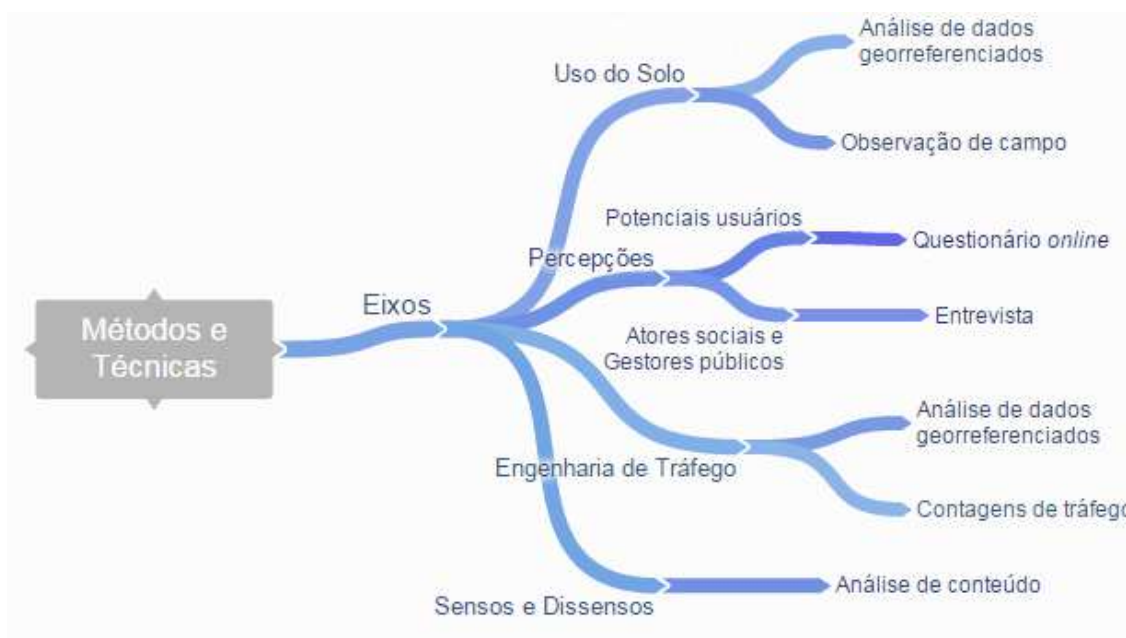 Análise de dados
georreferenciados
Uso do Solo
Observação de campo
Potenciais usuários
Questionário online
Percepções
Eixos
Entrevista
Métodos e
Técnicas
Atores sociais e
Gestores públicos
Análise de dados
georreferenciados
Engenharia de Tráfego
Contagens de tráfego
Análise de conteúdo
Sensos e Dissensos